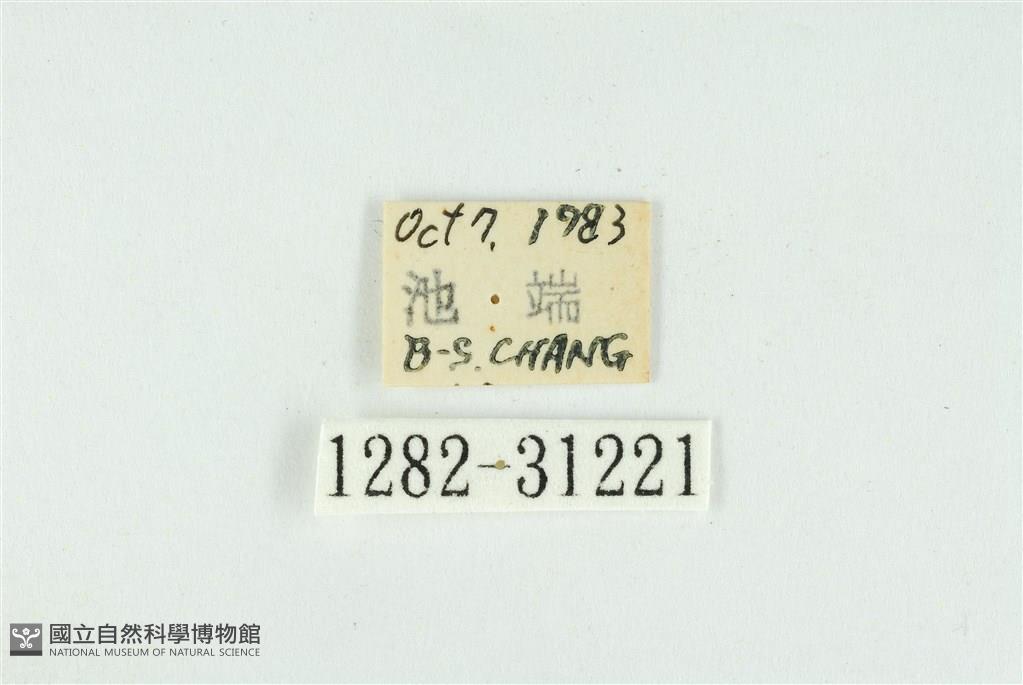 Oct 7, 1983
池 端
B-S. CHANG
1282-31221
國立自然科學博物館
NATIONAL MUSEUM OF NATURAL SCIENCE